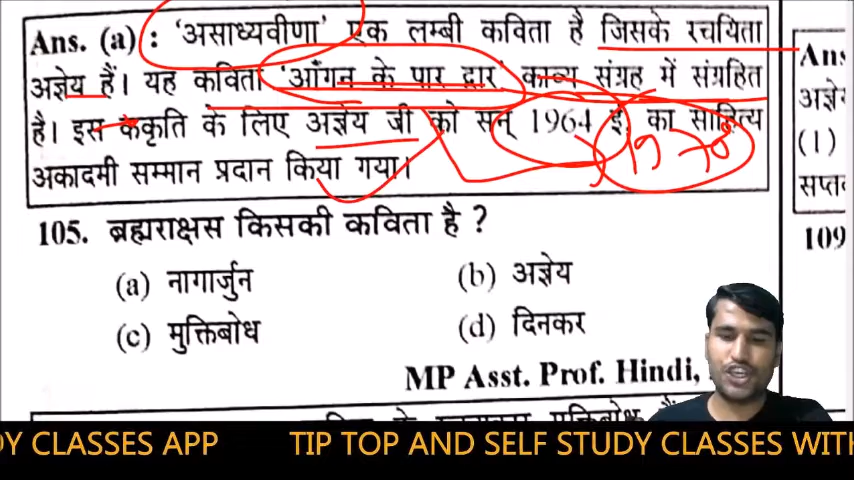 Ans. (a) : 'असाध्यवीणा' एक लम्बी कविता है जिसके रचयिता
अज्ञेय हैं। यह कविता 'आँगन के पार द्वार' काव्य संग्रह में संग्रहित
है। इस कृति के लिए अज्ञेय जी को सन् 1964 ई. का साहित्य
अकादमी सम्मान प्रदान किया गया।
1978
105. ब्रह्मराक्षस किसकी कविता है ?
(a) नागार्जुन
(b) अज्ञेय
(c) मुक्तिबोध
(d) दिनकर
MP Asst. Prof. Hindi,
Ans
अज्ञे
(1)
सप्त
109
DY CLASSES APP TIP TOP AND SELF STUDY CLASSES WITH